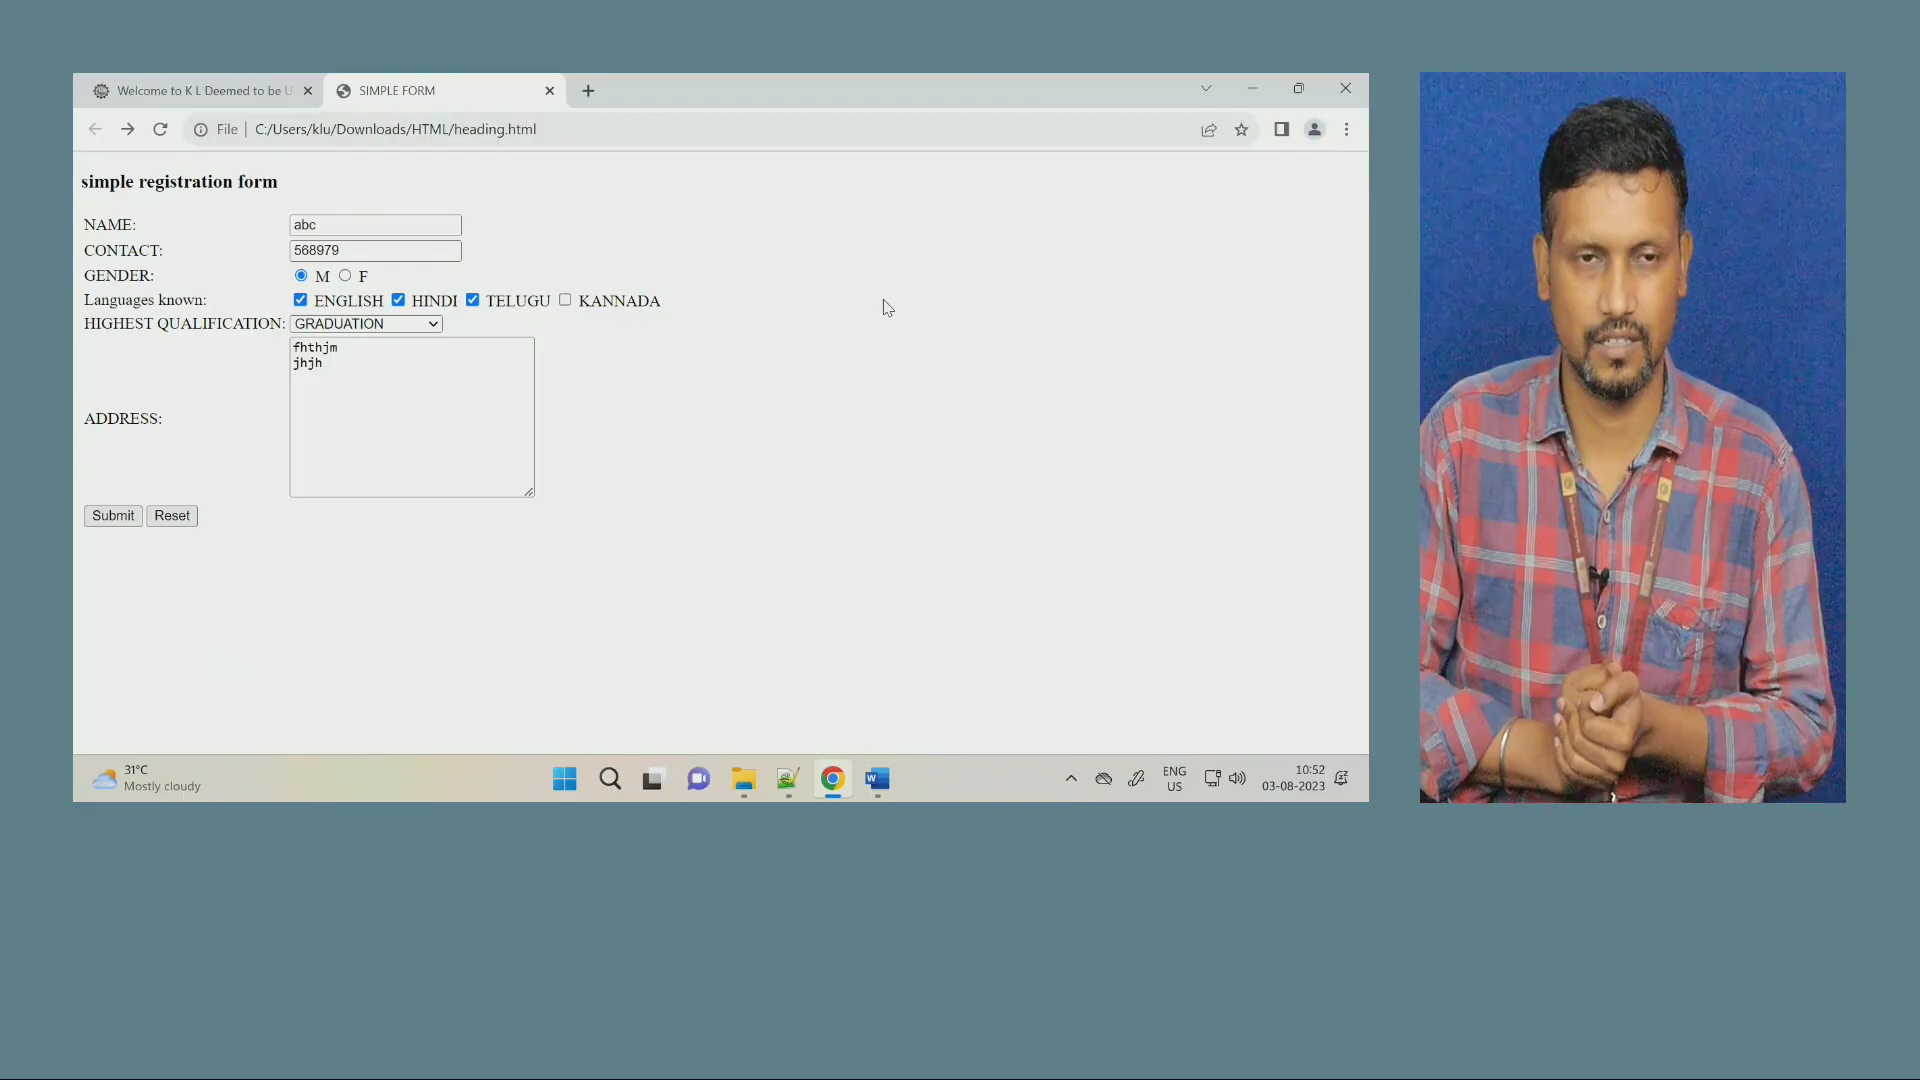 Welcome to K L Deemed to be U
SIMPLE FORM
File
C:/Users/klu/Downloads/HTML/heading.html
simple registration form
NAME: abc
CONTACT: 568979
GENDER: M F
Languages known: ENGLISH HINDI TELUGU KANNADA
HIGHEST QUALIFICATION: GRADUATION
fhthjm
jhjh
ADDRESS:
Submit Reset
31°C
Mostly cloudy
ENG
US
10:52
03-08-2023